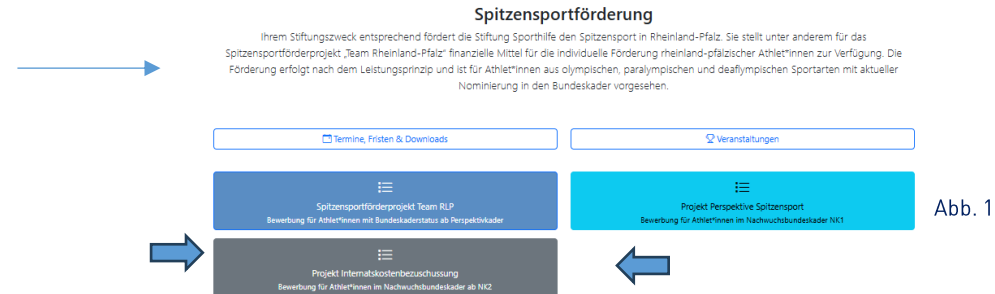 Spitzensportförderung
Ihrem Stiftungszweck entsprechend fördert die Stiftung Sporthilfe den Spitzensport in Rheinland-Pfalz. Sie stellt unter anderem für das
Spitzensportförderprojekt „Team Rheinland-Pfalz" finanzielle Mittel für die individuelle Förderung rheinland-pfälzischer Athlet*innen zur Verfügung. Die
Förderung erfolgt nach dem Leistungsprinzip und ist für Athlet*innen aus olympischen, paralympischen und deaflympischen Sportarten mit aktueller
Nominierung in den Bundeskader vorgesehen.
Termine, Fristen & Downloads
Veranstaltungen
Spitzensportförderprojekt Team RLP
Bewerbung für Athlet*innen mit Bundeskaderstatus ab Perspektivkader
Projekt Perspektive Spitzensport
Bewerbung für Athlet*innen im Nachwuchsbundeskader NK1
Abb. 1
Projekt Internatskostenbezuschussung
Bewerbung für Athlet*innen im Nachwuchsbundeskader ab NK2